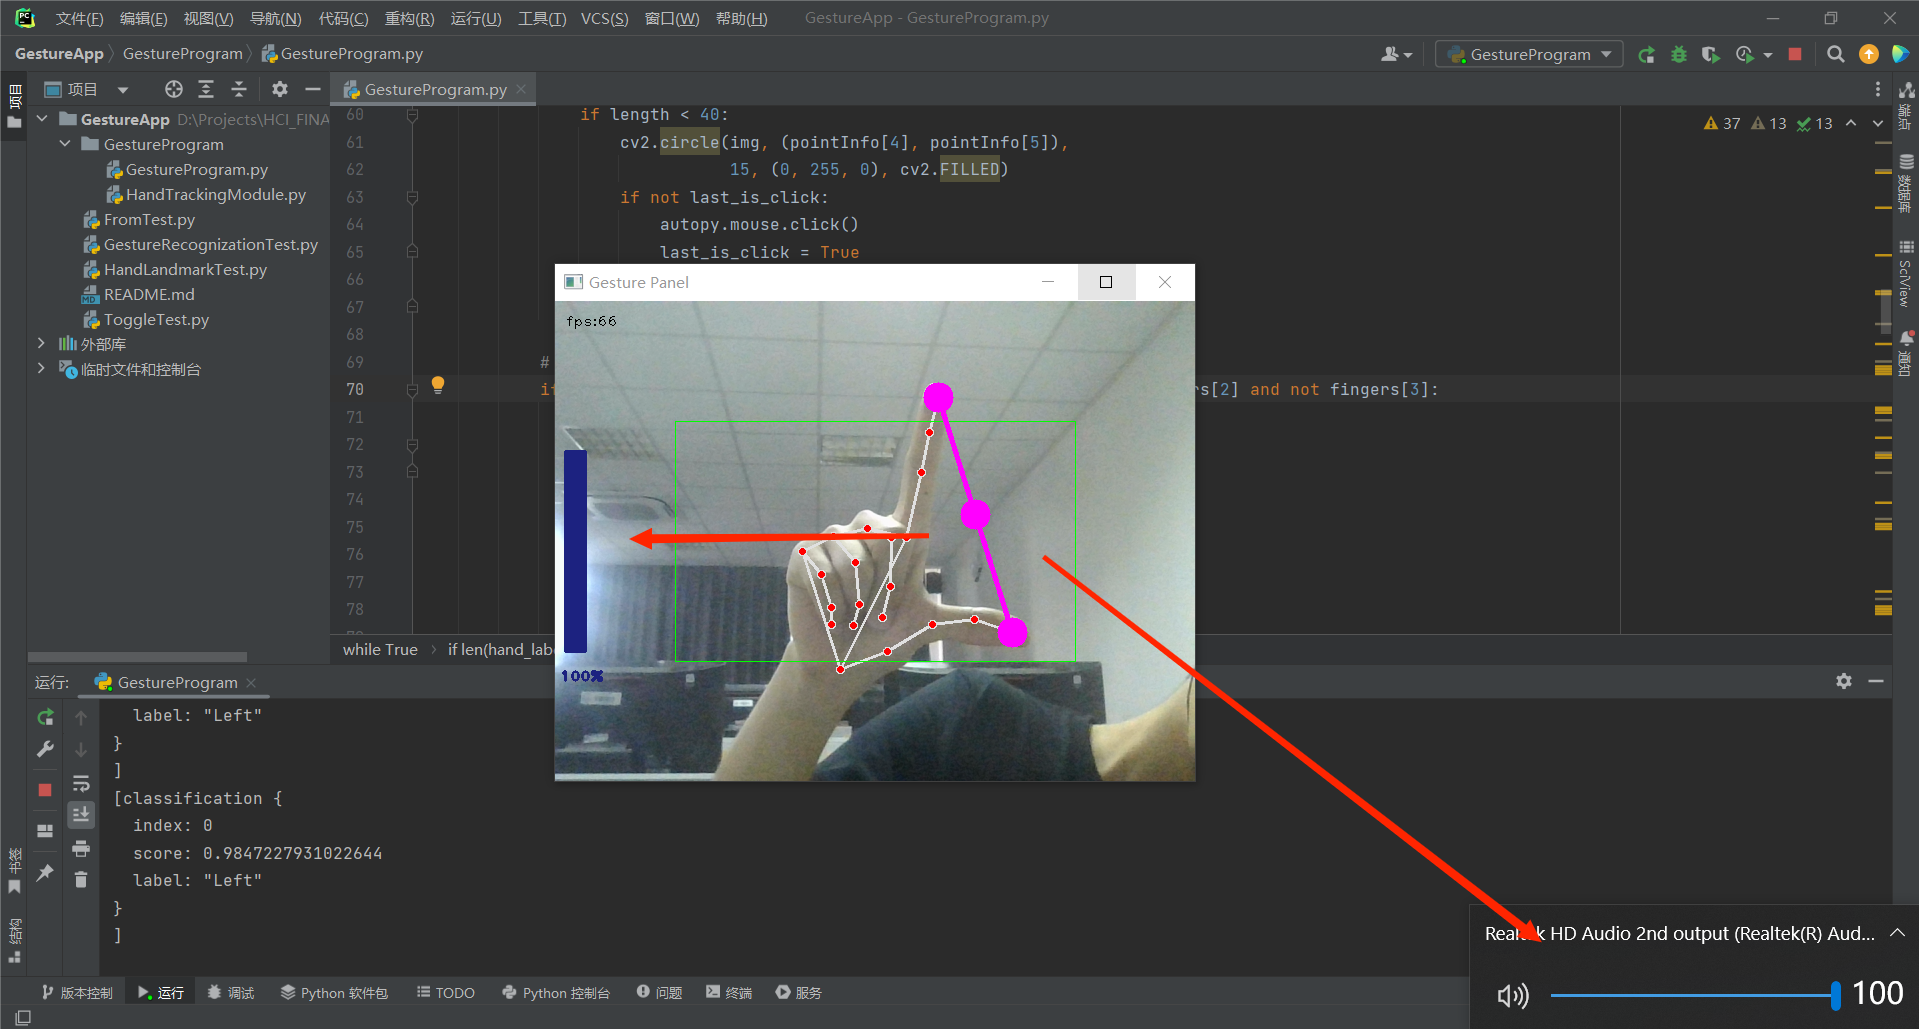 文件(F) 编辑(E) 视图(V) 导航(N) 代码(C) 重构(R) 运行(U) 工具(T) VCS(S) 窗口(W) 帮助(H) GestureApp - GestureProgram.py
GestureApp GestureProgram GestureProgram.py
GestureProgram
项目
项目
GestureProgram.py
GestureApp D:\Projects\HCI_FINA
GestureProgram
GestureProgram.py
HandTrackingModule.py
FromTest.py
GestureRecognizationTest.py
HandLandmarkTest.py
README.md
ToggleTest.py
外部库
临时文件和控制台
37 13 13
60 if length < 40:
61 cv2.circle(img, (pointInfo[4], pointInfo[5]),
62 15, (0, 255, 0), cv2.FILLED)
63 if not last_is_click:
64 autopy.mouse.click()
65 last_is_click = True
66
67
68
69 #
70 if rs[2] and not fingers[3]:
71
72
73
74
75
76
77
78
while True if len(hand_lab
端点
数据库
SciView
通知
Gesture Panel
fps:66
100%
运行: GestureProgram
label: "Left"
}
]
[classification {
index: 0
score: 0.9847227931022644
label: "Left"
}
]
书签
结构
版本控制 运行 调试 Python 软件包 TODO Python 控制台 问题 终端 服务
Realtek HD Audio 2nd output (Realtek(R) Aud...
100